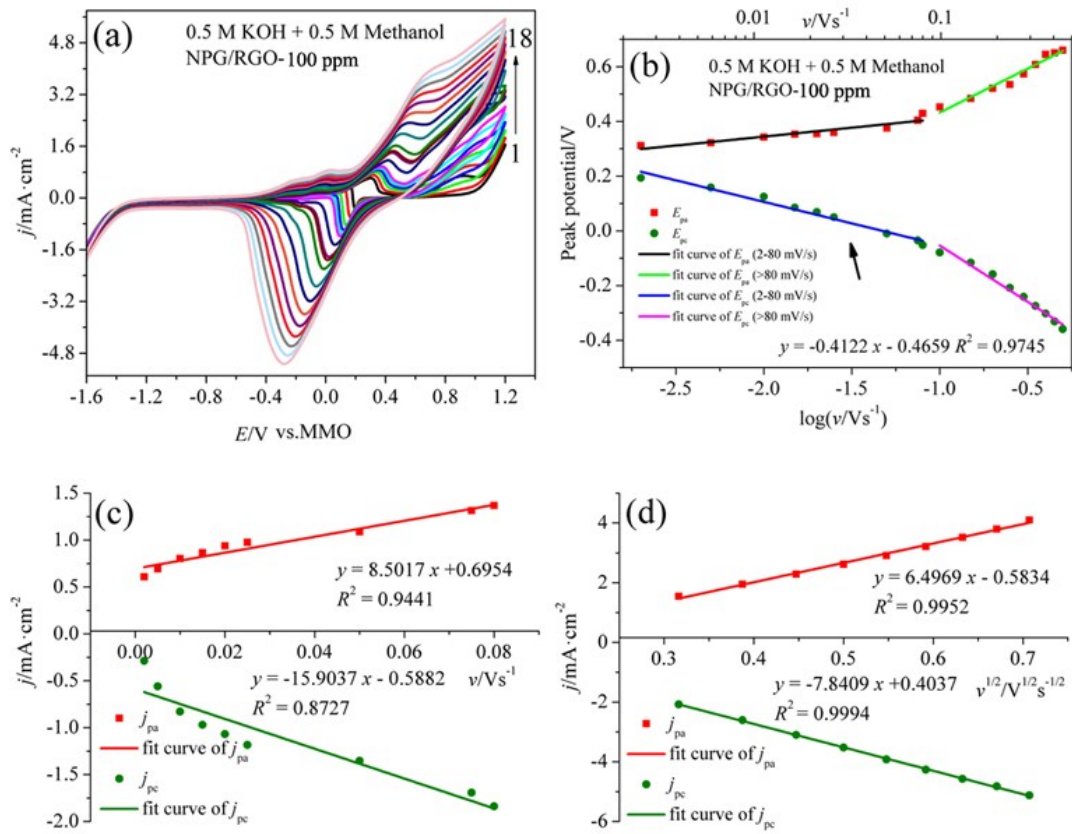 (a)
0.5 M KOH + 0.5 M Methanol
NPG/RGO-100 ppm
18
1
4.8
3.2
1.6
0.0
-1.6
-3.2
-4.8
j/mA·cm-2
-1.6 -1.2 -0.8 -0.4 0.0 0.4 0.8 1.2
E/V vs.MMO
0.01 v/Vs-1 0.1
(b)
0.5 M KOH + 0.5 M Methanol
NPG/RGO-100 ppm
0.6
0.4
0.2
0.0
-0.2
-0.4
Peak potential/V
Epa
Epc
fit curve of Epa (2-80 mV/s)
fit curve of Epa (>80 mV/s)
fit curve of Epc (2-80 mV/s)
fit curve of Epc (>80 mV/s)
y = -0.4122 x - 0.4659 R2 = 0.9745
-2.5 -2.0 -1.5 -1.0 -0.5
log(v/Vs-1)
(c)
1.5
1.0
0.5
0.0
-0.5
-1.0
-1.5
-2.0
j/mA·cm-2
y = 8.5017 x +0.6954
R2 = 0.9441
0.00 0.02 0.04 0.06 0.08
y = -15.9037 x - 0.5882 v/Vs-1
R2 = 0.8727
jpa
fit curve of jpa
jpc
fit curve of jpc
(d)
4
2
0
-2
-4
-6
j/mA·cm-2
y = 6.4969 x - 0.5834
R2 = 0.9952
0.3 0.4 0.5 0.6 0.7
y = -7.8409 x +0.4037 v1/2/V1/2s-1/2
R2 = 0.9994
jpa
fit curve of jpa
jpc
fit curve of jpc